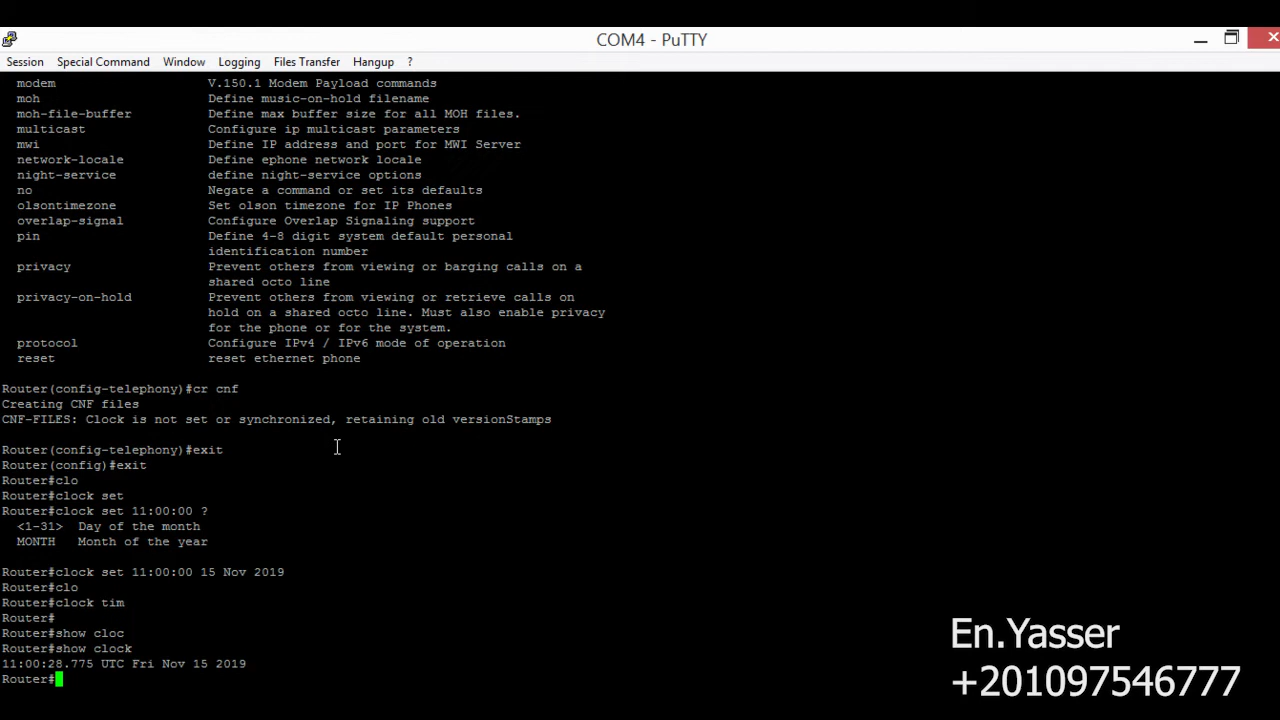 COM4 - PuTTY
Session Special Command Window Logging Files Transfer Hangup ?
modem V.150.1 Modem Payload commands
moh Define music-on-hold filename
moh-file-buffer Define max buffer size for all MOH files.
multicast Configure ip multicast parameters
mwi Define IP address and port for MWI Server
network-locale Define ephone network locale
night-service define night-service options
no Negate a command or set its defaults
olsontimezone Set olson timezone for IP Phones
overlap-signal Configure Overlap Signaling support
pin Define 4-8 digit system default personal
identification number
privacy Prevent others from viewing or barging calls on a
shared octo line
privacy-on-hold Prevent others from viewing or retrieve calls on
hold on a shared octo line. Must also enable privacy
for the phone or for the system.
protocol Configure IPv4 / IPv6 mode of operation
reset reset ethernet phone
Router(config-telephony)#cr cnf
Creating CNF files
CNF-FILES: Clock is not set or synchronized, retaining old versionStamps
Router(config-telephony)#exit
Router(config)#exit
Router#clo
Router#clock set
Router#clock set 11:00:00 ?
<1-31> Day of the month
MONTH Month of the year
Router#clock set 11:00:00 15 Nov 2019
Router#clo
Router#clock tim
Router#
Router#show cloc
Router#show clock
11:00:28.775 UTC Fri Nov 15 2019
Router#
En.Yasser
+201097546777